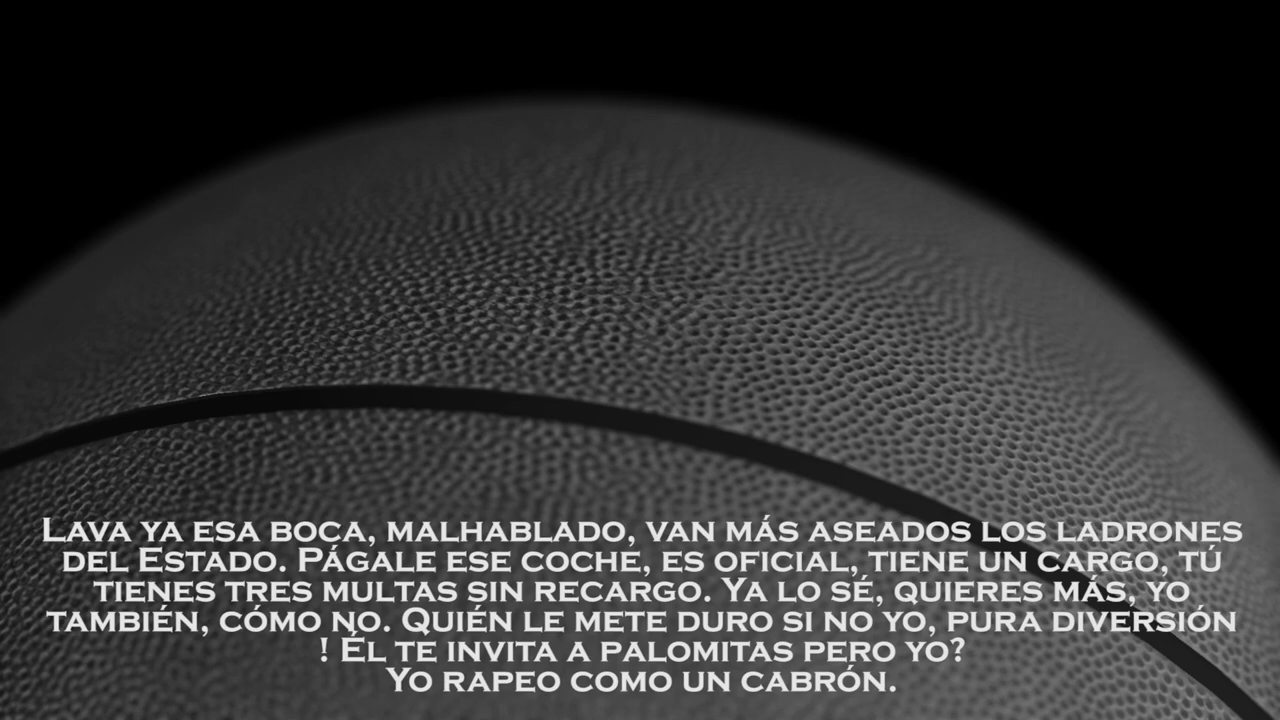 Lava ya esa boca, malhablado, van más aseados los ladrones
del Estado. Págale ese coche, es oficial, tiene un cargo, tú
tienes tres multas sin recargo. Ya lo sé, quieres más, yo
también, cómo no. Quién le mete duro si no yo, pura diversión
! Él te invita a palomitas pero yo?
Yo rapeo como un cabrón.